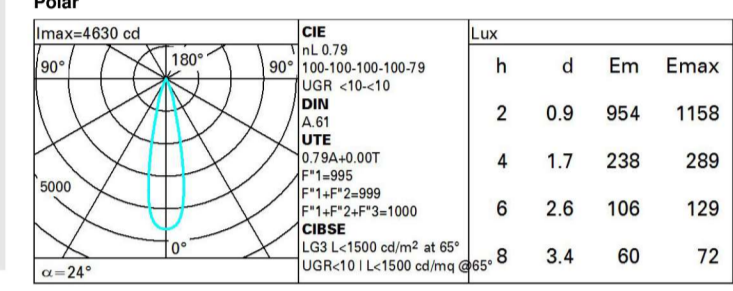 Polar
Imax=4630 cd
90° 180° 90°
5000
0°
α=24°
CIE
nL 0.79
100-100-100-100-79
UGR <10-<10
DIN
A.61
UTE
0.79A+0.00T
F"1=995
F"1+F"2=999
F"1+F"2+F"3=1000
CIBSE
LG3 L<1500 cd/m² at 65°
UGR<10 | L<1500 cd/mq @65°
Lux
h d Em Emax
2 0.9 954 1158
4 1.7 238 289
6 2.6 106 129
8 3.4 60 72